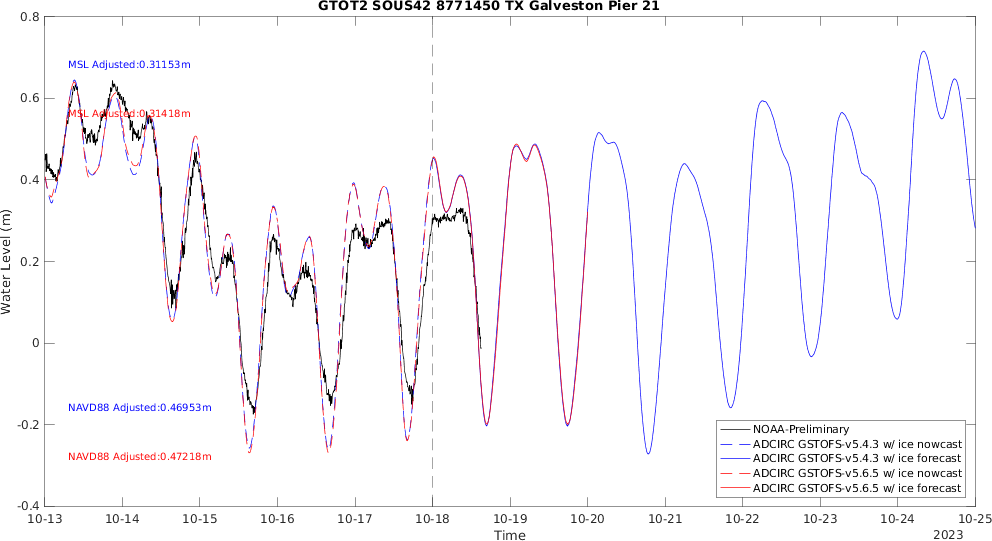 GTOT2 SOUS42 8771450 TX Galveston Pier 21
0.8
0.6
0.4
0.2
0
-0.2
-0.4
Water Level (m)
MSL Adjusted:0.31153m
MSL Adjusted:0.31418m
NAVD88 Adjusted:0.46953m
NAVD88 Adjusted:0.47218m
NOAA-Preliminary
ADCIRC GSTOFS-v5.4.3 w/ ice nowcast
ADCIRC GSTOFS-v5.4.3 w/ ice forecast
ADCIRC GSTOFS-v5.6.5 w/ ice nowcast
ADCIRC GSTOFS-v5.6.5 w/ ice forecast
10-13 10-14 10-15 10-16 10-17 10-18 10-19 10-20 10-21 10-22 10-23 10-24 10-25
Time
2023